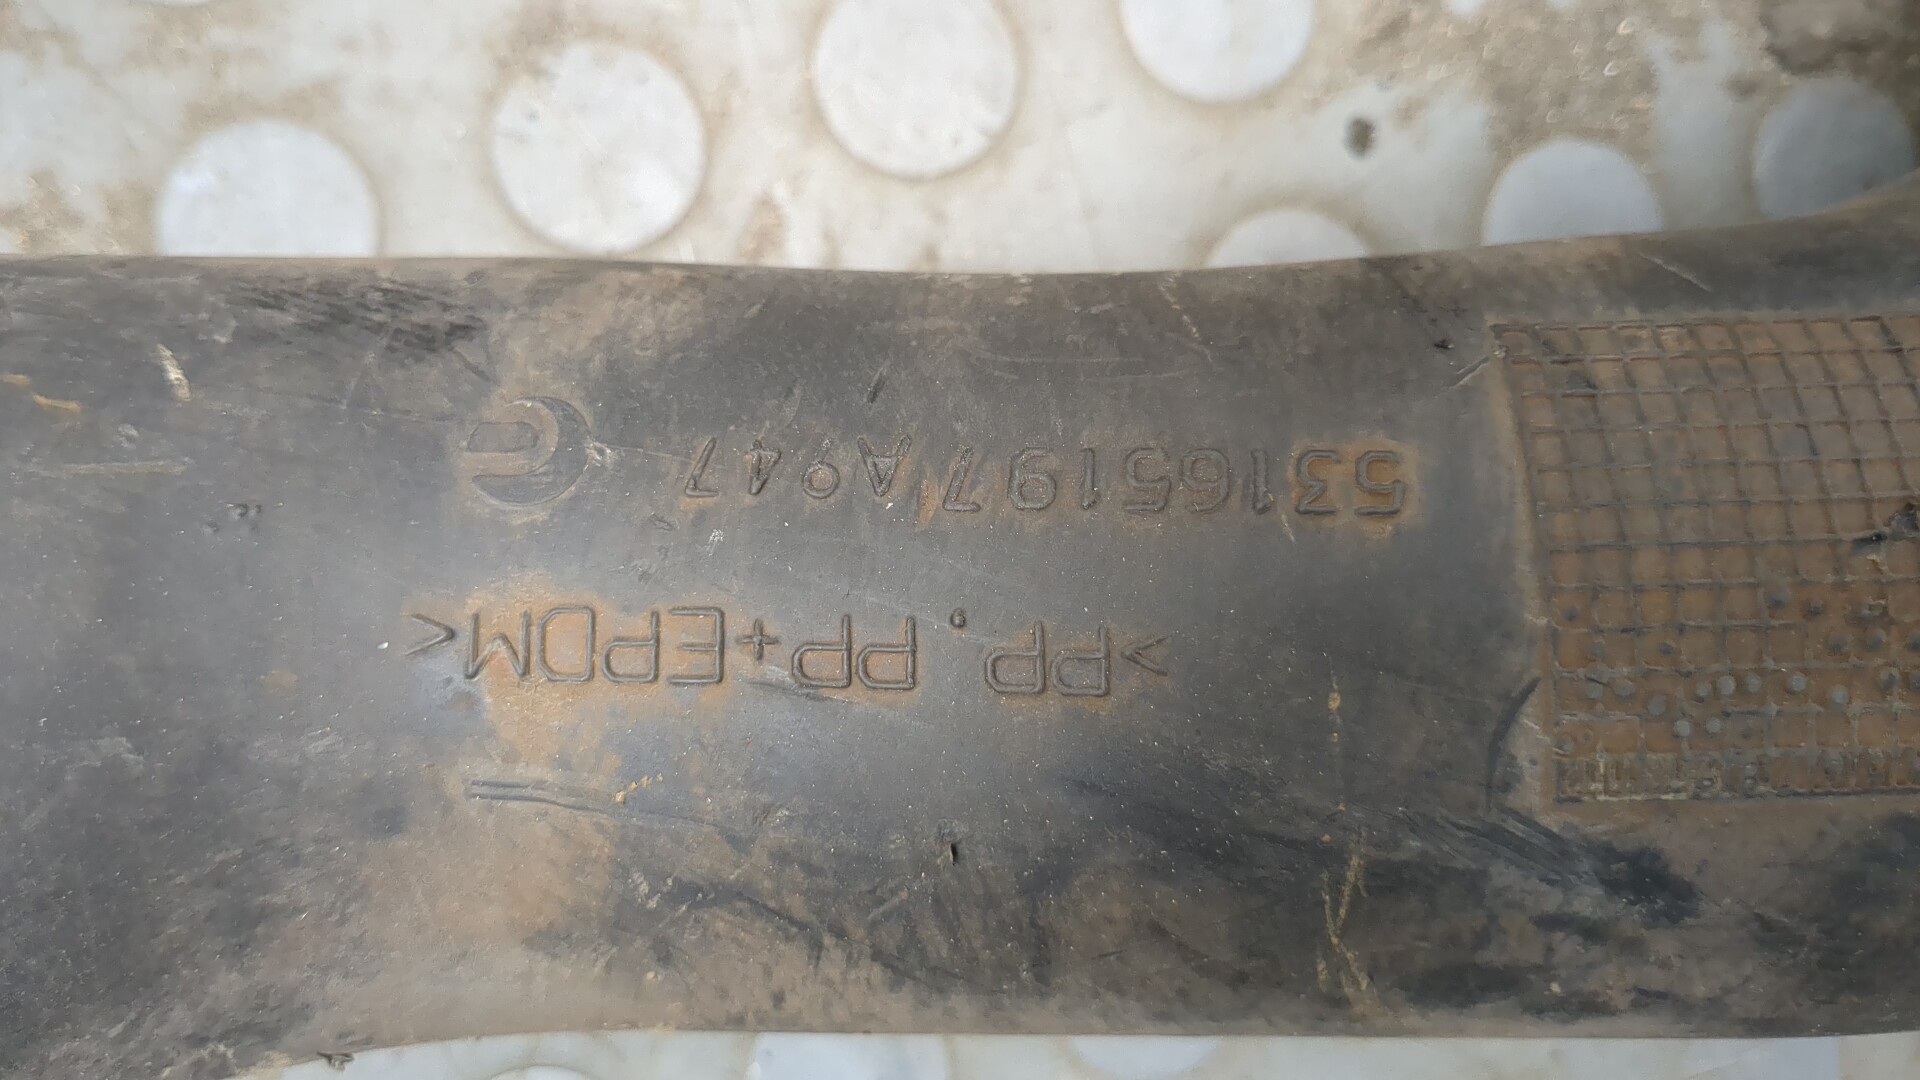 53165197 A947
>PP, PP+EPDM<